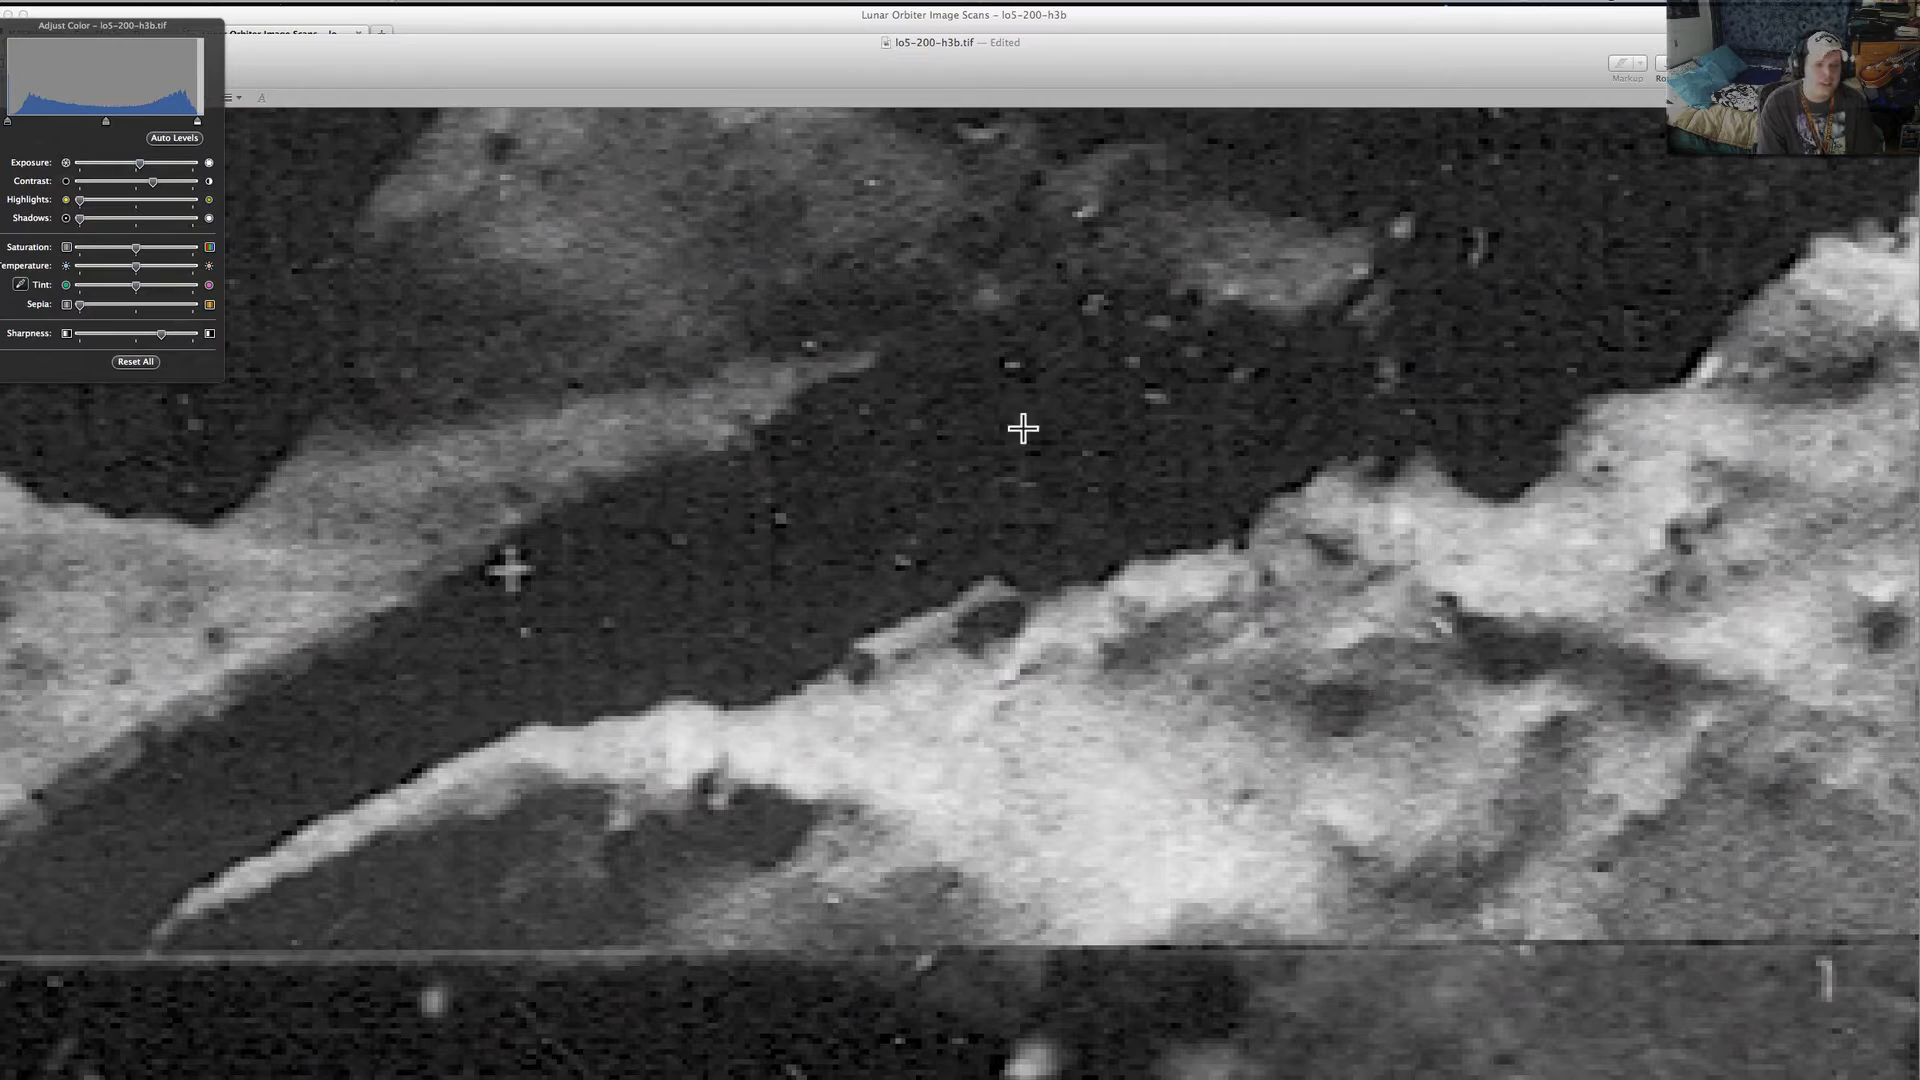 Adjust Color – lo5-200-h3b.tif
Lunar Orbiter Image Scans – lo5-200-h3b
lo5-200-h3b.tif — Edited
Markup
Auto Levels
Exposure:
Contrast:
Highlights:
Shadows:
Saturation:
Temperature:
Tint:
Sepia:
Sharpness:
Reset All